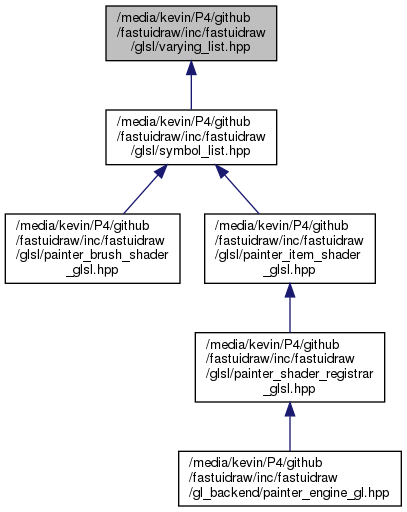 /media/kevin/P4/github
/fastuidraw/inc/fastuidraw
/glsl/varying_list.hpp
/media/kevin/P4/github
/fastuidraw/inc/fastuidraw
/glsl/symbol_list.hpp
/media/kevin/P4/github
/fastuidraw/inc/fastuidraw
/glsl/painter_brush_shader
_glsl.hpp
/media/kevin/P4/github
/fastuidraw/inc/fastuidraw
/glsl/painter_item_shader
_glsl.hpp
/media/kevin/P4/github
/fastuidraw/inc/fastuidraw
/glsl/painter_shader_registrar
_glsl.hpp
/media/kevin/P4/github
/fastuidraw/inc/fastuidraw
/gl_backend/painter_engine_gl.hpp